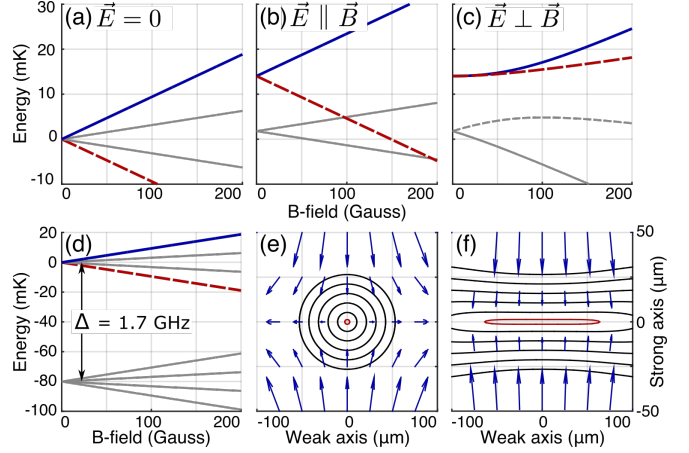 (a) E⃗ = 0
(b) E⃗ ∥ B⃗
(c) E⃗ ⊥ B⃗
Energy (mK)
30
20
10
0
-10
0 100 200
0 100 200
0 100 200
B-field (Gauss)
(d)
(e)
(f)
Energy (mK)
20
0
-20
-40
-60
-80
-100
Δ = 1.7 GHz
0 100 200
B-field (Gauss)
-100 0 100
Weak axis (μm)
-100 0 100
Weak axis (μm)
50
0
-50
Strong axis (μm)